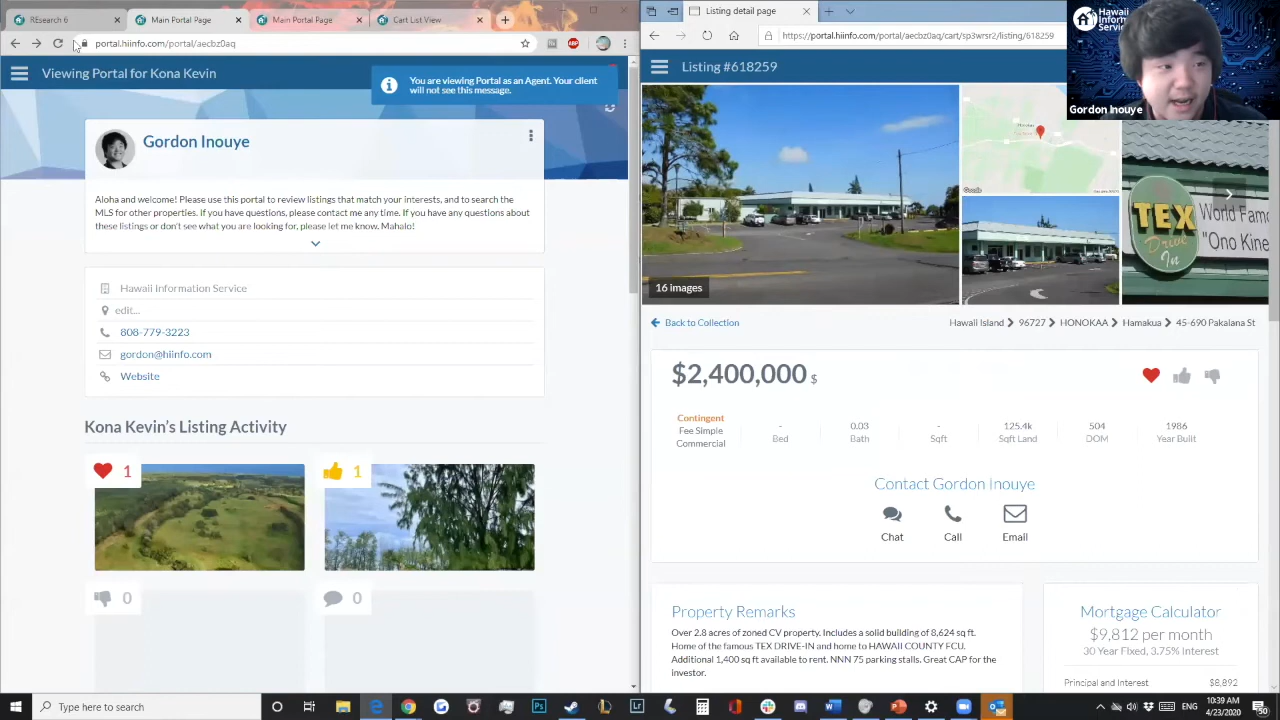 Research
Main Portal Page
Main Portal Page
Cart List View
portal.hiinfo.com/portal/aecbz0aq
ABP
Viewing Portal for Kona Kevin
You are viewing Portal as an Agent. Your client
will not see this message.
Gordon Inouye
Aloha and welcome! Please use this portal to review listings that match your interests, and to search the
MLS for other properties. If you have questions, please contact me any time. If you have any questions about
these listings or don't see what you are looking for, please let me know. Mahalo!
Hawaii Information Service
edit...
808-779-3223
gordon@hiinfo.com
Website
Kona Kevin's Listing Activity
1
1
0
0
Listing detail page
https://portal.hiinfo.com/portal/aecbz0aq/cart/sp3wrsr2/listing/618259
Listing #618259
Hawaii
Service
Gordon Inouye
Google
TEX
Drive
In
World Fam
"Ono Kine
16 images
Back to Collection
Hawaii Island > 96727 > HONOKAA > Hamakua > 45-690 Pakalana St
$2,400,000 $
Contingent
Fee Simple
Commercial
-
Bed
0.03
Bath
-
Sqft
125.4k
Sqft Land
504
DOM
1986
Year Built
Contact Gordon Inouye
Chat
Call
Email
Property Remarks
Over 2.8 acres of zoned CV property. Includes a solid building of 8,624 sq ft.
Home of the famous TEX DRIVE-IN and home to HAWAII COUNTY FCU.
Additional 1,400 sq ft available to rent. NNN 75 parking stalls. Great CAP for the
investor.
Mortgage Calculator
$9,812 per month
30 Year Fixed, 3.75% Interest
Principal and Interest
$8,892
Type here to search
ENG
10:39 AM
4/23/2020